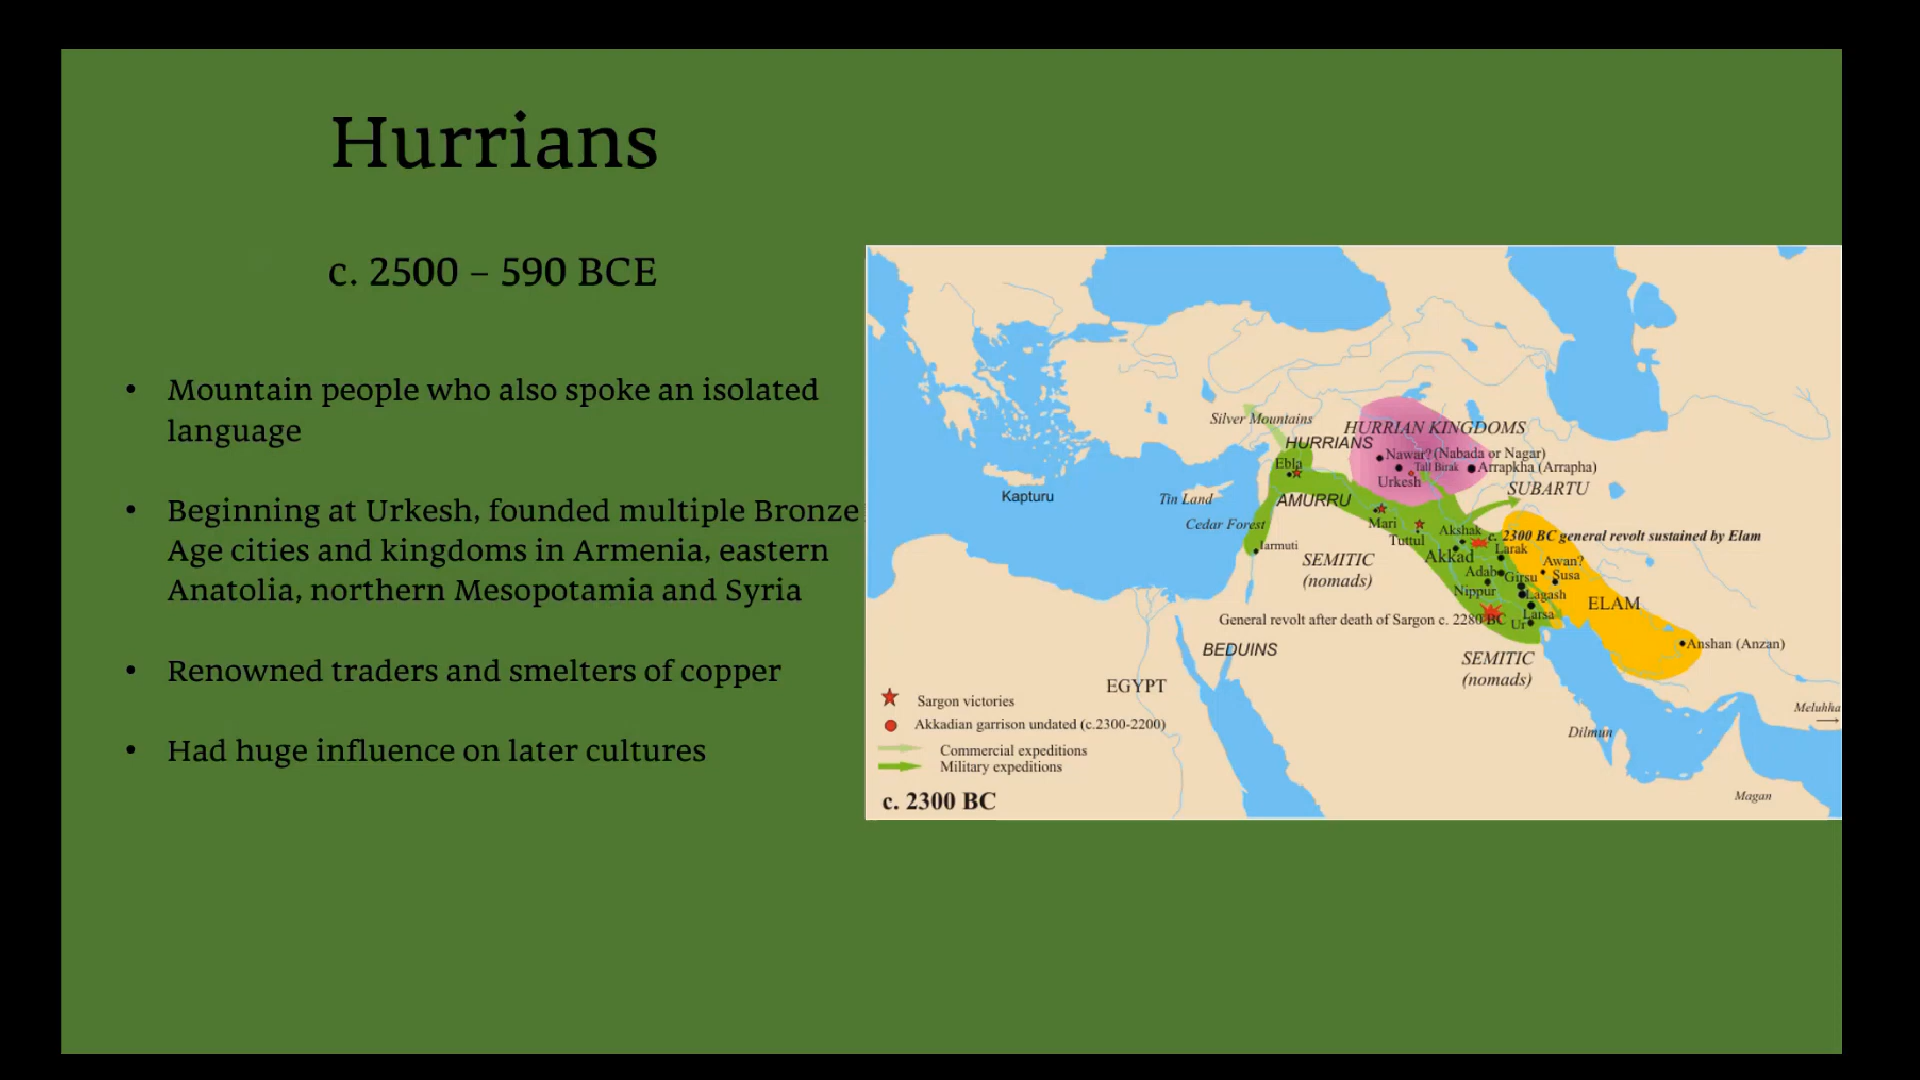 Hurrians
c. 2500 – 590 BCE
• Mountain people who also spoke an isolated
language
• Beginning at Urkesh, founded multiple Bronze
Age cities and kingdoms in Armenia, eastern
Anatolia, northern Mesopotamia and Syria
• Renowned traders and smelters of copper
• Had huge influence on later cultures
Silver Mountains
HURRIAN KINGDOMS
HURRIANS
Nawar? (Nabada or Nagar)
Ebla
Tall Birak
Arrapkha (Arrapha)
Urkesh
SUBARTU
Kapturu
Tin Land
AMURRU
Cedar Forest
Mari
Akshak
Tuttul
c. 2300 BC general revolt sustained by Elam
Iarmuti
Larak
Akkad
SEMITIC
(nomads)
Awan?
Adab
Girsu
Susa
Nippur
Lagash
ELAM
Larsa
General revolt after death of Sargon c. 2280 BC
Ur
Anshan (Anzan)
BEDUINS
SEMITIC
(nomads)
EGYPT
Sargon victories
Meluhha
Akkadian garrison undated (c.2300-2200)
Dilmun
Commercial expeditions
Military expeditions
Magan
c. 2300 BC